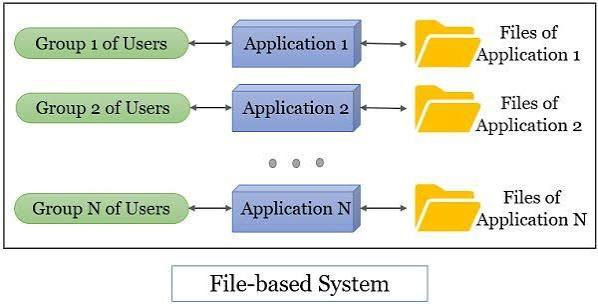 Group 1 of Users
Application 1
Files of
Application 1
Group 2 of Users
Application 2
Files of
Application 2
Group N of Users
Application N
Files of
Application N
File-based System